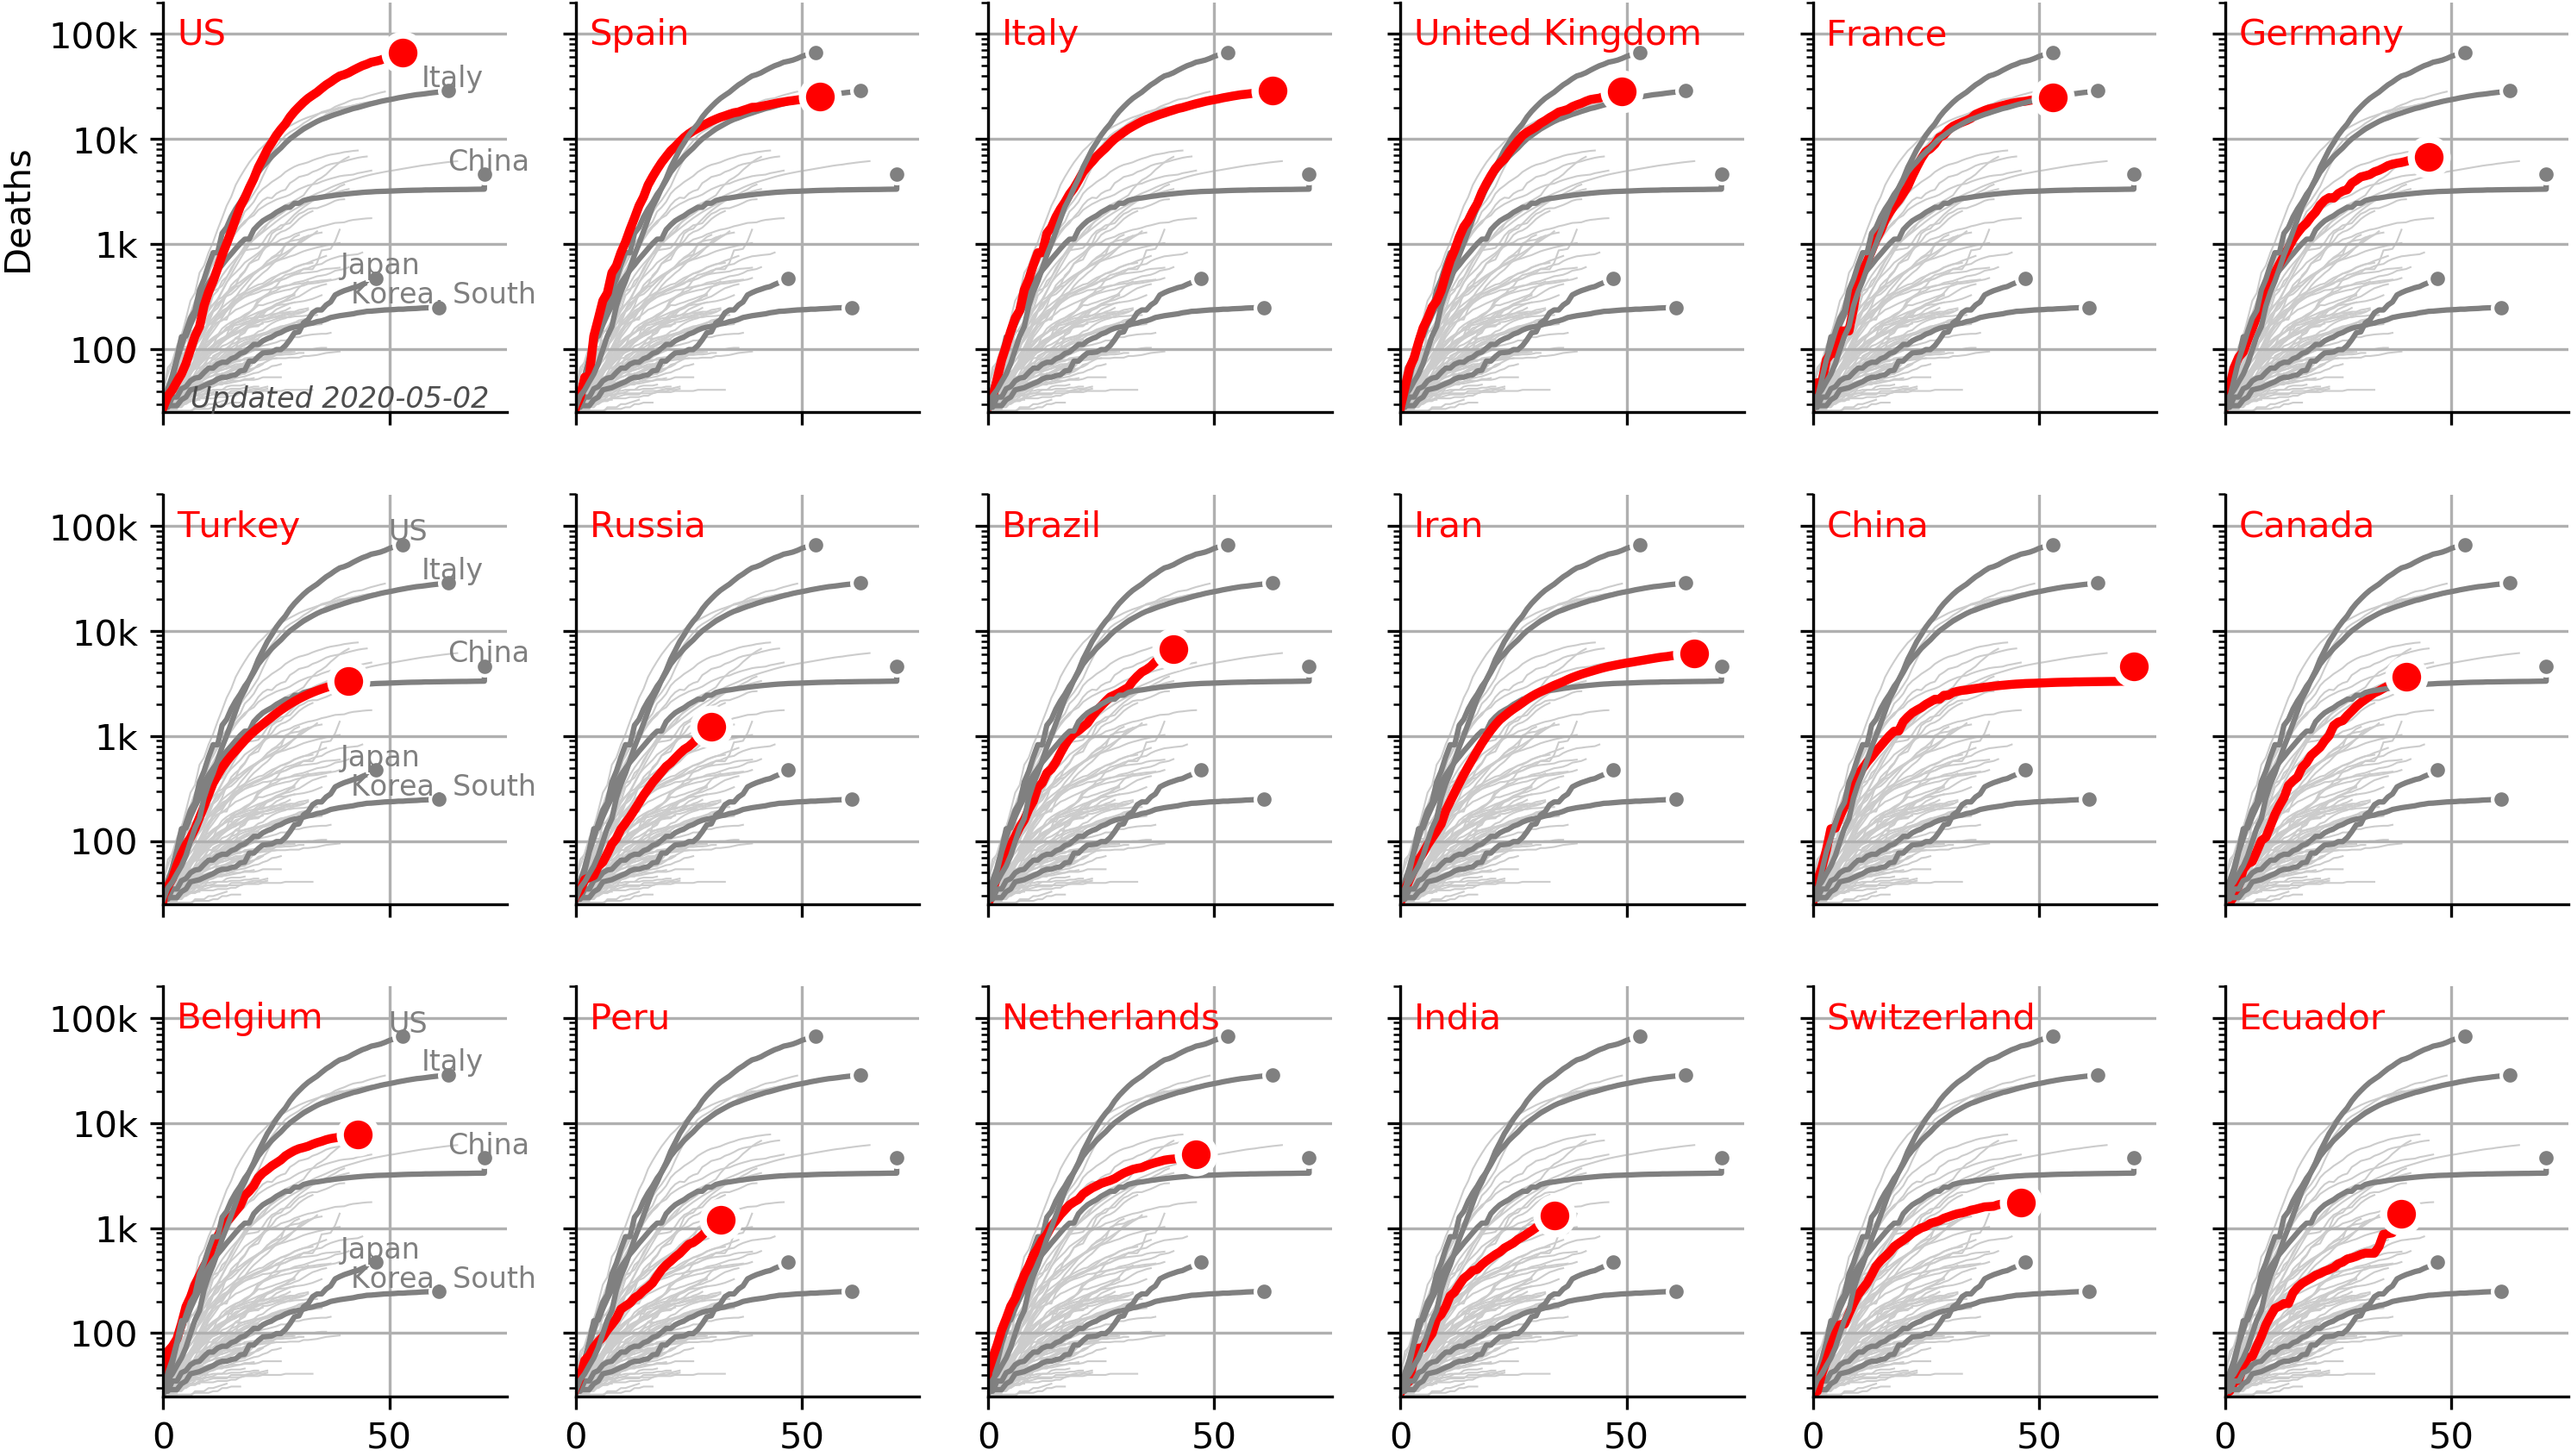 100k
10k
1k
100
Deaths
US
Italy
China
Japan
Korea, South
Updated 2020-05-02
Spain
Italy
United Kingdom
France
Germany
100k
10k
1k
100
Turkey
US
Italy
China
Japan
Korea, South
Russia
Brazil
Iran
China
Canada
100k
10k
1k
100
Belgium
US
Italy
China
Japan
Korea, South
Peru
Netherlands
India
Switzerland
Ecuador
0 50
0 50
0 50
0 50
0 50
0 50